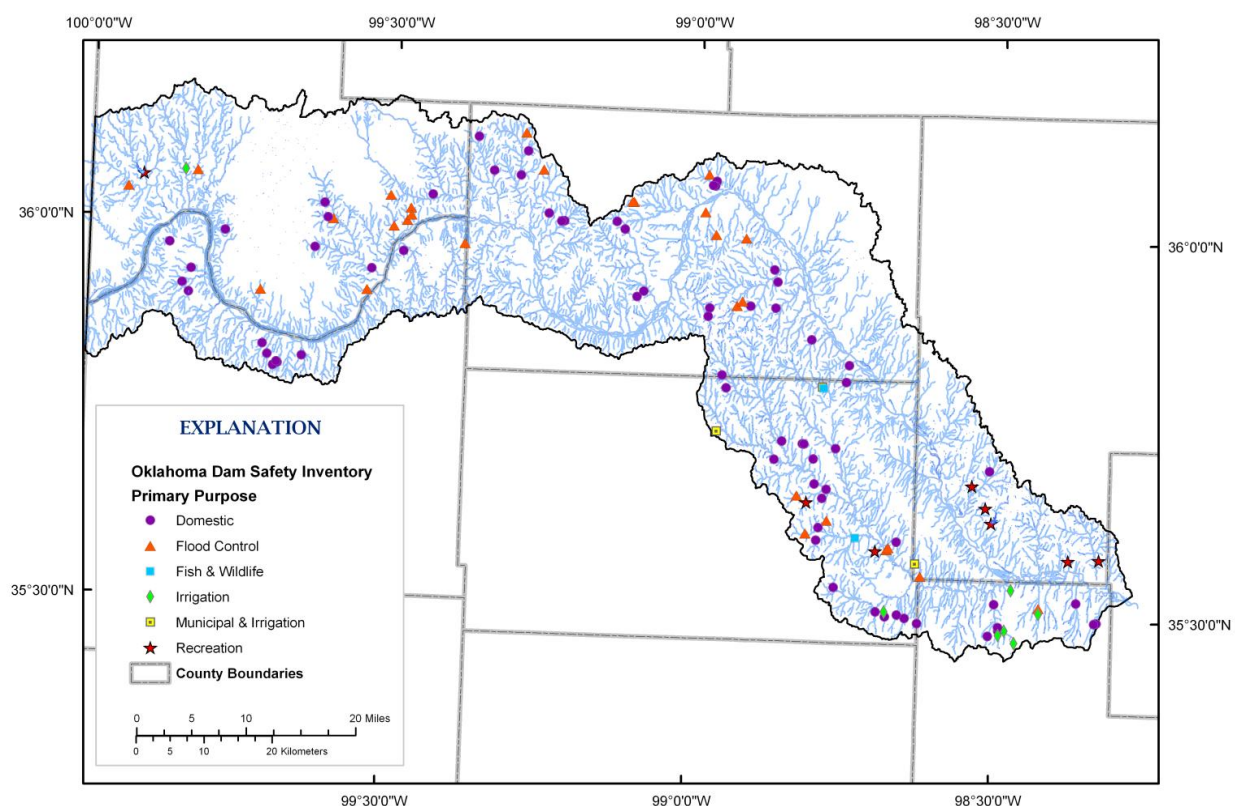 100°0'0"W 99°30'0"W 99°0'0"W 98°30'0"W
36°0'0"N
36°0'0"N
35°30'0"N
35°30'0"N
EXPLANATION
Oklahoma Dam Safety Inventory
Primary Purpose
Domestic
Flood Control
Fish & Wildlife
Irrigation
Municipal & Irrigation
Recreation
County Boundaries
0 5 10 20 Miles
0 5 10 20 Kilometers
99°30'0"W 99°0'0"W 98°30'0"W